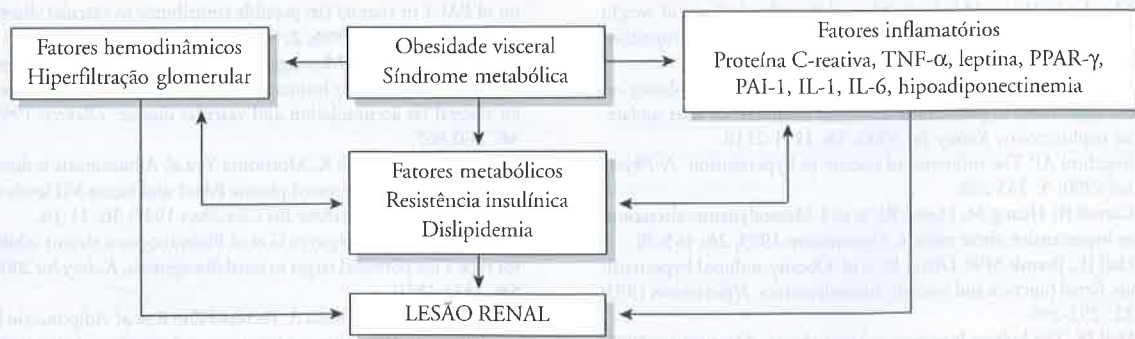 Fatores hemodinâmicos
Hiperfiltração glomerular
Obesidade visceral
Síndrome metabólica
Fatores inflamatórios
Proteína C-reativa, TNF-α, leptina, PPAR-γ,
PAI-1, IL-1, IL-6, hipoadiponectinemia
Fatores metabólicos
Resistência insulínica
Dislipidemia
LESÃO RENAL